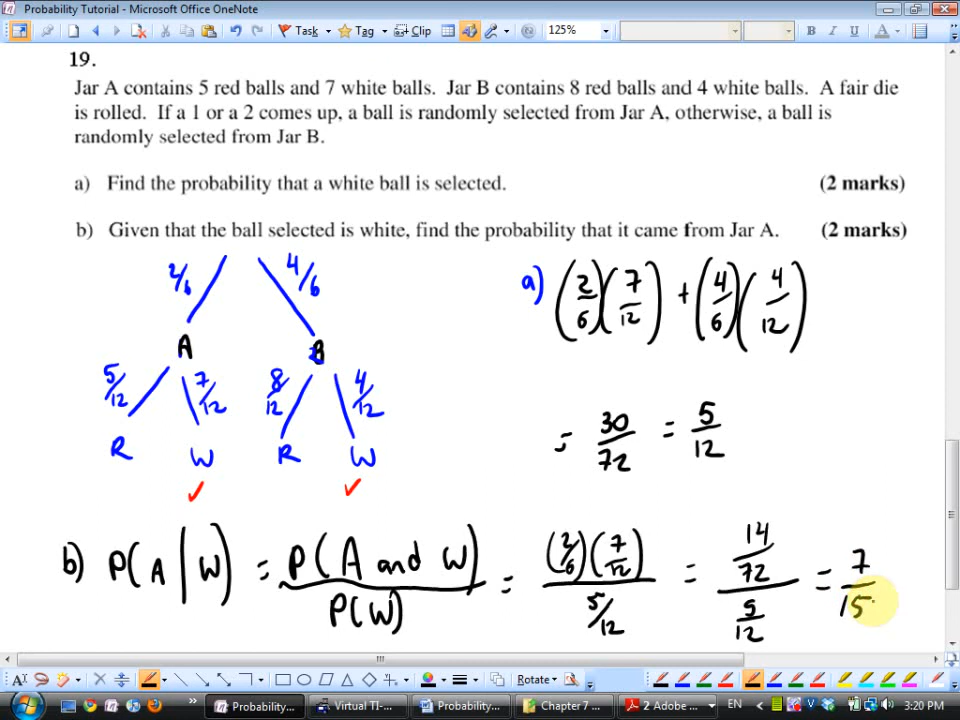 Probability Tutorial - Microsoft Office OneNote
Task Tag Clip 125% B I U A
19.
Jar A contains 5 red balls and 7 white balls. Jar B contains 8 red balls and 4 white balls. A fair die
is rolled. If a 1 or a 2 comes up, a ball is randomly selected from Jar A, otherwise, a ball is
randomly selected from Jar B.
a) Find the probability that a white ball is selected. (2 marks)
b) Given that the ball selected is white, find the probability that it came from Jar A. (2 marks)
2/6 4/6
a) (2/6)(7/12) + (4/6)(4/12)
A B
5/12 7/12 8/12 4/12
R W R W
= 30/72 = 5/12
✓ ✓
b) P(A|W) = P(A and W)/P(W) = (2/6)(7/12) / 5/12 = 14/72 / 5/12 = 7/15
Rotate
Probability... Virtual TI-... Probability... Chapter 7 ... 2 Adobe ... EN 3:20 PM